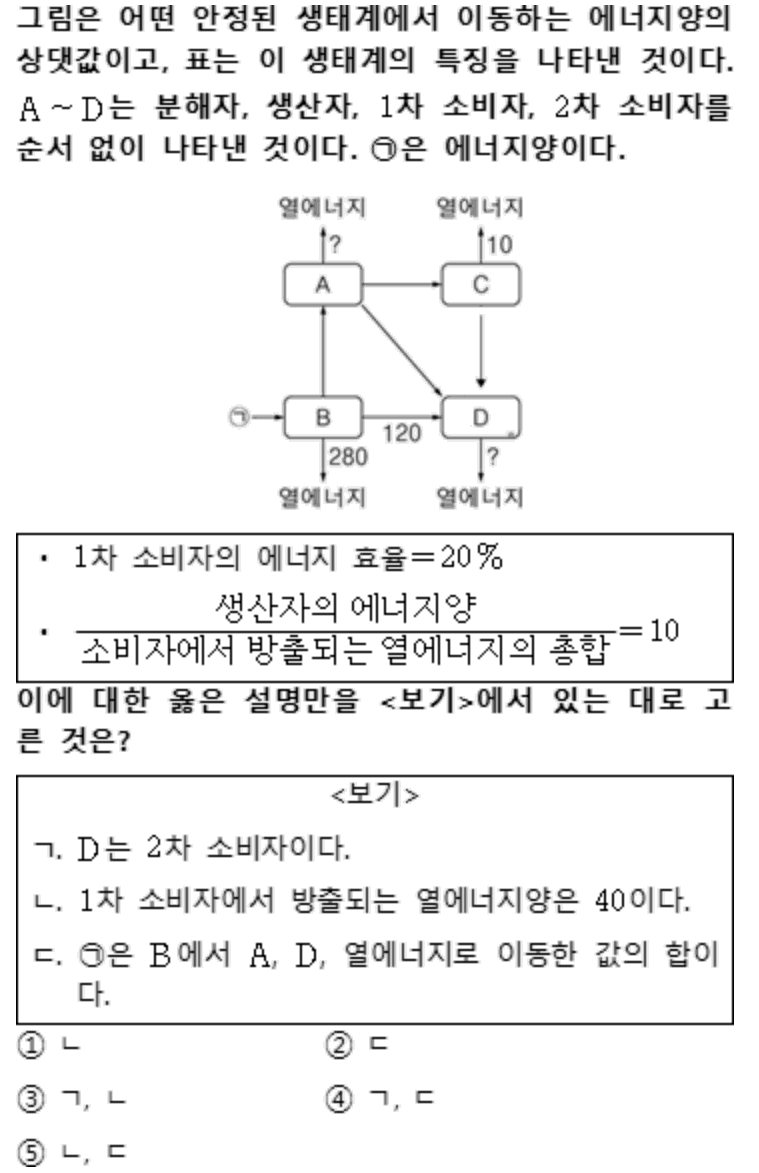 그림은 어떤 안정된 생태계에서 이동하는 에너지양의
상댓값이고, 표는 이 생태계의 특징을 나타낸 것이다.
A ~ D는 분해자, 생산자, 1차 소비자, 2차 소비자를
순서 없이 나타낸 것이다. ㉠은 에너지양이다.
열에너지 열에너지
? 10
A C
㉠ B 120 D
280 ?
열에너지 열에너지
· 1차 소비자의 에너지 효율=20%
· 생산자의 에너지양
소비자에서 방출되는 열에너지의 총합 =10
이에 대한 옳은 설명만을 <보기>에서 있는 대로 고
른 것은?
<보기>
ㄱ. D는 2차 소비자이다.
ㄴ. 1차 소비자에서 방출되는 열에너지양은 40이다.
ㄷ. ㉠은 B에서 A, D, 열에너지로 이동한 값의 합이
다.
① ㄴ ② ㄷ
③ ㄱ, ㄴ ④ ㄱ, ㄷ
⑤ ㄴ, ㄷ